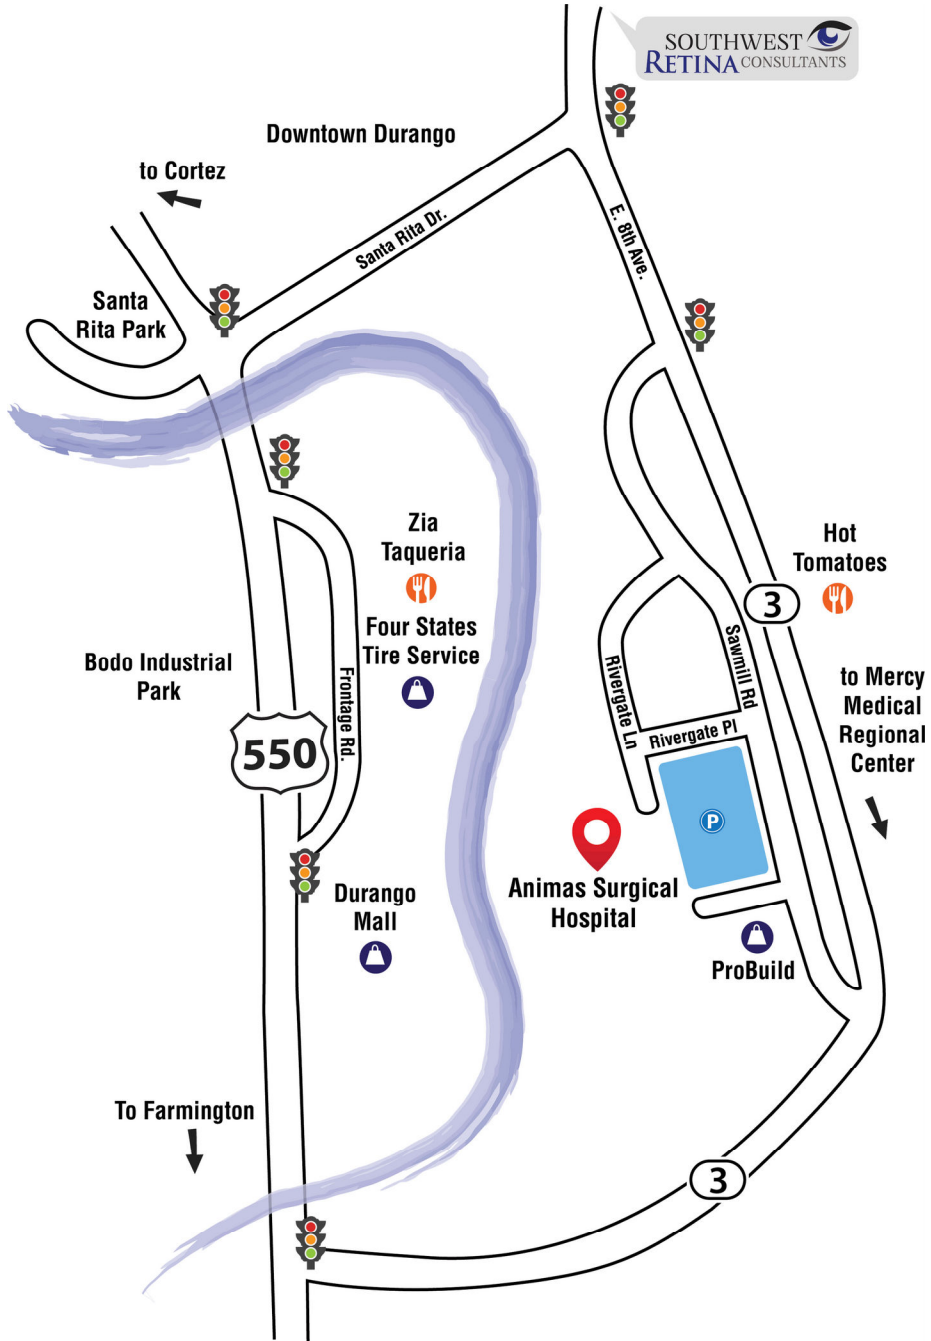 SOUTHWEST
RETINA CONSULTANTS
Downtown Durango
to Cortez
Santa Rita Dr.
E. 8th Ave.
Santa
Rita Park
Zia
Taqueria
Four States
Tire Service
Hot
Tomatoes
3
Bodo Industrial
Park
Frontage Rd.
Rivergate Ln
Sawmill Rd
to Mercy
Medical
Regional
Center
550
Rivergate Pl
P
Animas Surgical
Hospital
Durango
Mall
ProBuild
To Farmington
3